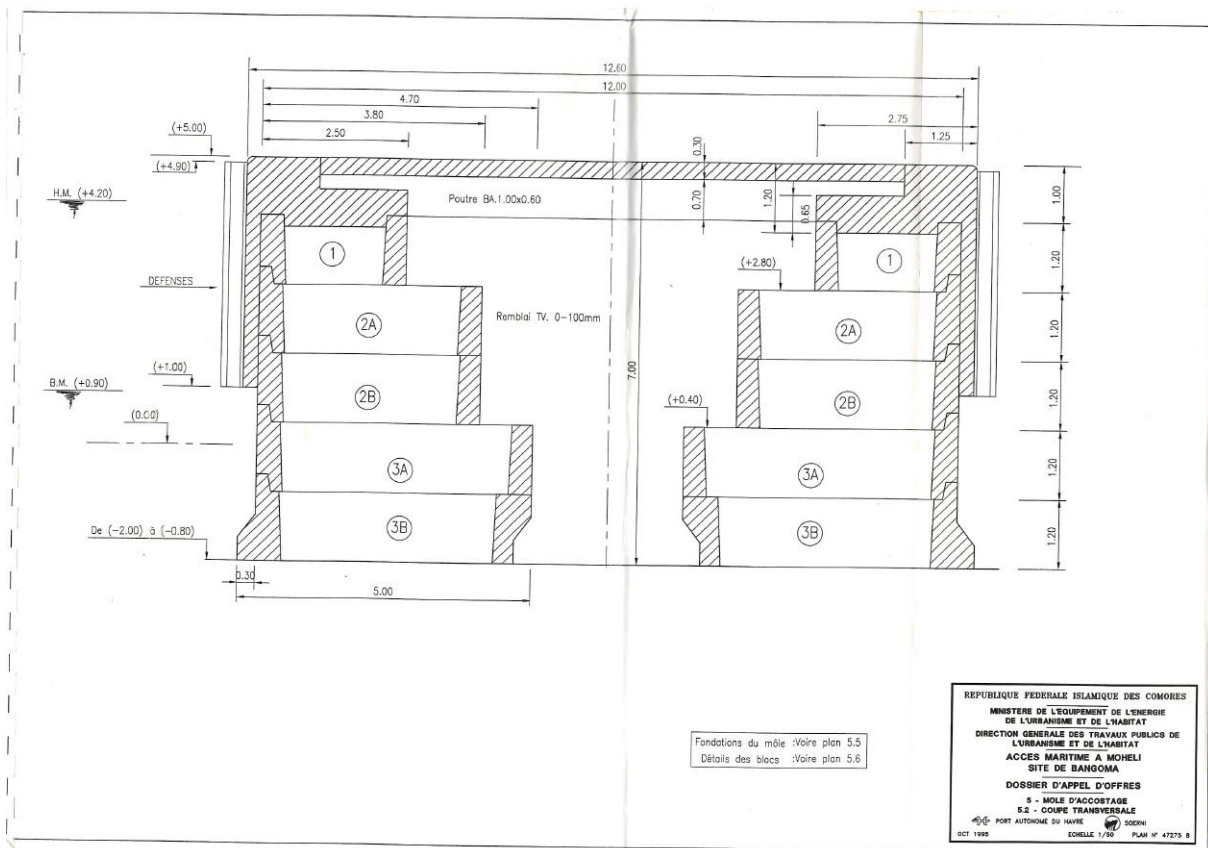 12.60
12.00
4.70
3.80
2.50
2.75
1.25
(+5.00)
(+4.90)
0.30
H.M. (+4.20)
Poutre BA.1.00x0.60
0.70
1.20
0.65
1.00
1
1
1.20
(+2.80)
DEFENSES
2A
Remblai TV. 0-100mm
2A
1.20
(+1.00)
7.00
B.M. (+0.90)
2B
2B
1.20
(+0.40)
(0.00)
3A
3A
1.20
De (-2.00) à (-0.80)
3B
3B
1.20
0.30
5.00
Fondations du môle :Voire plan 5.5
Détails des blocs :Voire plan 5.6
REPUBLIQUE FEDERALE ISLAMIQUE DES COMORES
MINISTERE DE L'EQUIPEMENT DE L'ENERGIE
DE L'URBANISME ET DE L'HABITAT
DIRECTION GENERALE DES TRAVAUX PUBLICS DE
L'URBANISME ET DE L'HABITAT
ACCES MARITIME A MOHELI
SITE DE BANGOMA
DOSSIER D'APPEL D'OFFRES
5 - MOLE D'ACCOSTAGE
5.2 - COUPE TRANSVERSALE
PORT AUTONOME DU HAVRE SOERNI
OCT 1995 ECHELLE 1/50 PLAN N° 47275 B